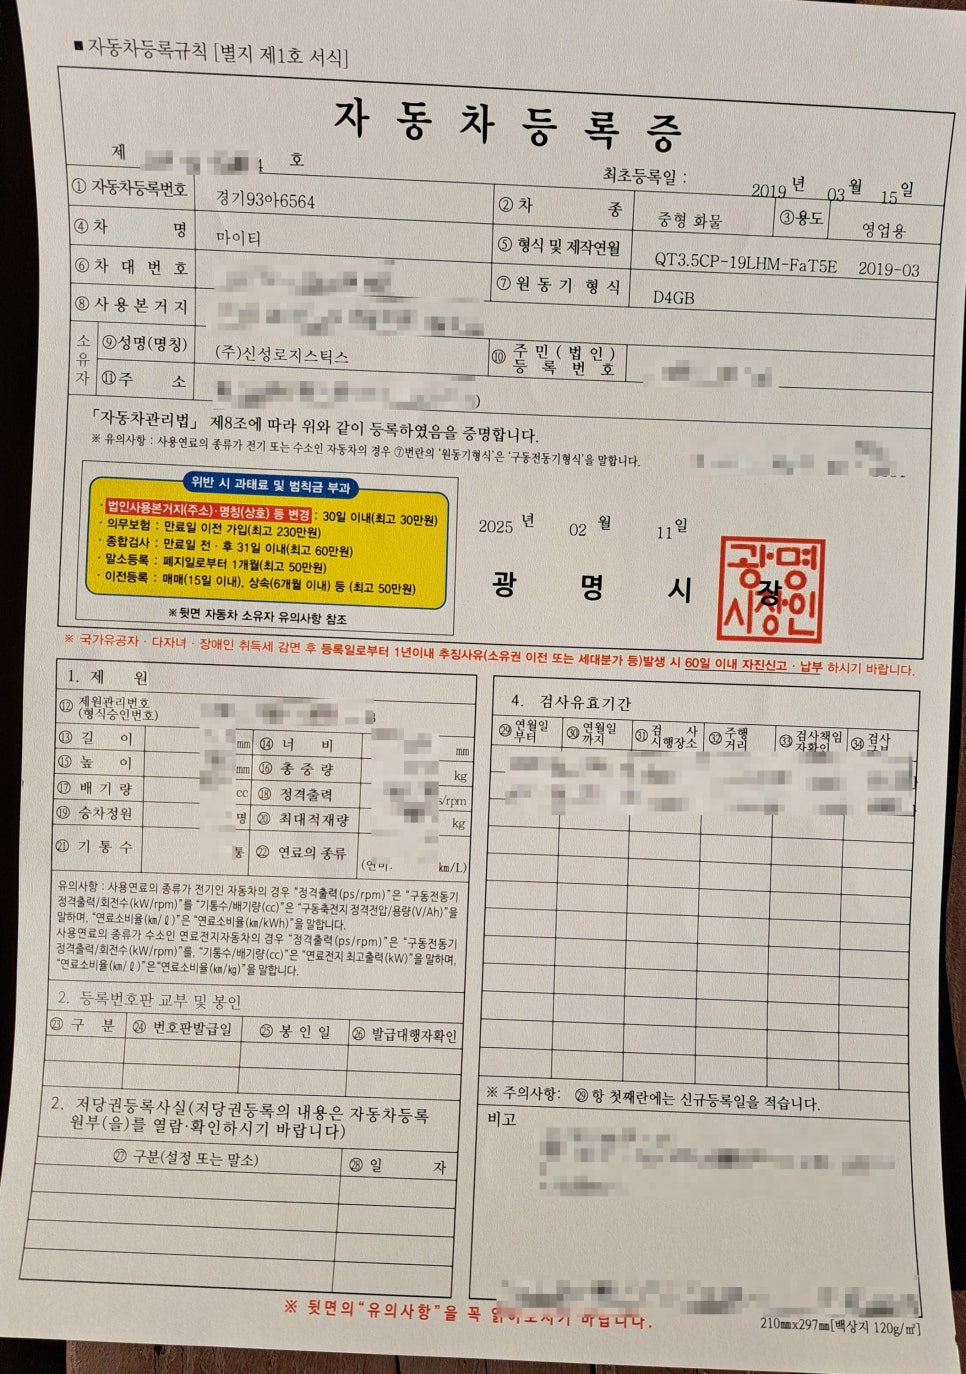 ■ 자동차등록규칙 [별지 제1호 서식]
자 동 차 등 록 증
제 4 호
최초등록일 : 2019 년 03 월 15 일
① 자동차등록번호 경기93아6564 ② 차 종 중형 화물 ③용도 영업용
④ 차 명 마이티 ⑤ 형식 및 제작연월 QT3.5CP-19LHM-FaT5E 2019-03
⑥ 차 대 번 호 ⑦ 원 동 기 형 식 D4GB
⑧ 사 용 본 거 지
소유자 ⑨성명(명칭) (주)신성로지스틱스 ⑩ 주 민 ( 법 인 ) 등 록 번 호
⑪주 소 )
「자동차관리법」 제8조에 따라 위와 같이 등록하였음을 증명합니다.
※ 유의사항 : 사용연료의 종류가 전기 또는 수소인 자동차의 경우 ⑦번란의 '원동기형식'은 '구동전동기형식'을 말합니다.
위반 시 과태료 및 범칙금 부과
· 법인사용본거지(주소)·명칭(상호) 등 변경 : 30일 이내(최고 30만원)
· 의무보험 : 만료일 이전 가입(최고 230만원)
· 종합검사 : 만료일 전 · 후 31일 이내(최고 60만원)
· 말소등록 : 폐지일로부터 1개월(최고 50만원)
· 이전등록 : 매매(15일 이내), 상속(6개월 이내) 등 (최고 50만원)
※뒷면 자동차 소유자 유의사항 참조
2025 년 02 월 11 일
광 명 시 장
광명
시장인
※ 국가유공자 · 다자녀 · 장애인 취득세 감면 후 등록일로부터 1년이내 추징사유(소유권 이전 또는 세대분가 등)발생 시 60일 이내 자진신고 · 납부 하시기 바랍니다.
1. 제 원
⑫ 제원관리번호 (형식승인번호) 3
⑬ 길 이 mm ⑭ 너 비 mm
⑮ 높 이 mm ⑯ 총 중 량 kg
⑰ 배 기 량 cc ⑱ 정격출력 s/rpm
⑲ 승차정원 명 ⑳ 최대적재량 kg
㉑ 기 통 수 통 ㉒ 연료의 종류 (연비: km/L)
유의사항 : 사용연료의 종류가 전기인 자동차의 경우 "정격출력(ps/rpm)"은 "구동전동기
정격출력/회전수(kW/rpm)"를 "기통수/배기량(cc)"은 "구동축전지 정격전압/용량(V/Ah)"을
말하며, "연료소비율(㎞/ℓ)"은 "연료소비율(㎞/kWh)"을 말합니다.
사용연료의 종류가 수소인 연료전지자동차의 경우 "정격출력(ps/rpm)"은 "구동전동기
정격출력/회전수(kW/rpm)"를, "기통수/배기량(cc)"은 "연료전지 최고출력(kW)"을 말하며,
"연료소비율(㎞/ℓ)"은"연료소비율(㎞/㎏)"을 말합니다.
2. 등록번호판 교부 및 봉인
㉓ 구 분 ㉔ 번호판발급일 ㉕ 봉 인 일 ㉖ 발급대행자확인
2. 저당권등록사실(저당권등록의 내용은 자동차등록
원부(을)를 열람·확인하시기 바랍니다)
㉗ 구분(설정 또는 말소) ㉘ 일 자
4. 검사유효기간
㉙ 연월일 부터 ㉚ 연월일 까지 ㉛ 검 사 시행장소 ㉜ 주행 거리 ㉝ 검사책임 자확인 ㉞ 검사
※ 주의사항: ㉙ 항 첫째란에는 신규등록일을 적습니다.
비고
※ 뒷면의 "유의사항"을 꼭 읽어보시기 바랍니다.
210㎜x297㎜[백상지 120g/㎡]